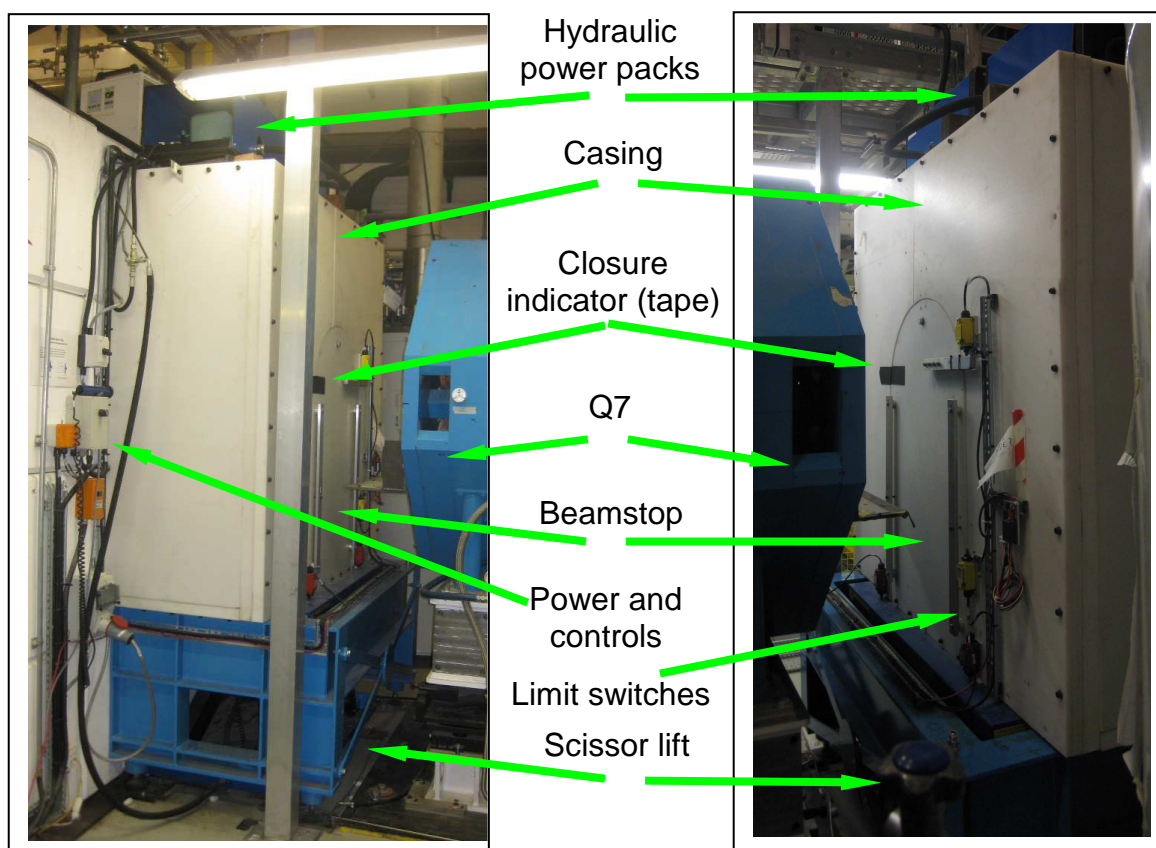 Hydraulic
power packs
Casing
Closure
indicator (tape)
Q7
Beamstop
Power and
controls
Limit switches
Scissor lift